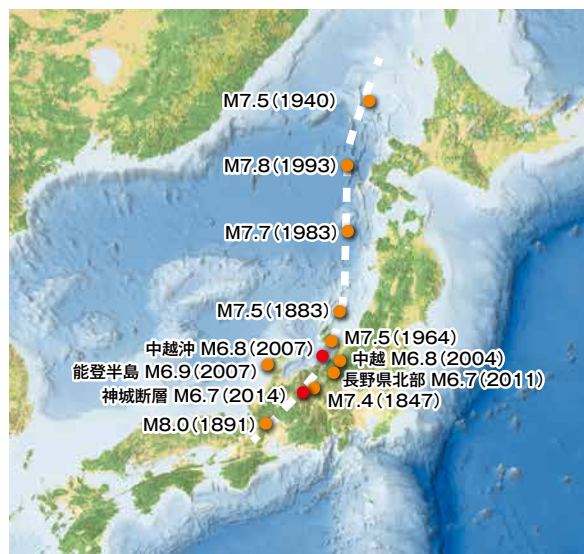 M7.5(1940)
M7.8(1993)
M7.7(1983)
M7.5(1883)
M7.5(1964)
中越沖 M6.8(2007)
中越 M6.8(2004)
能登半島 M6.9(2007)
長野県北部 M6.7(2011)
神城断層 M6.7(2014)
M7.4(1847)
M8.0(1891)